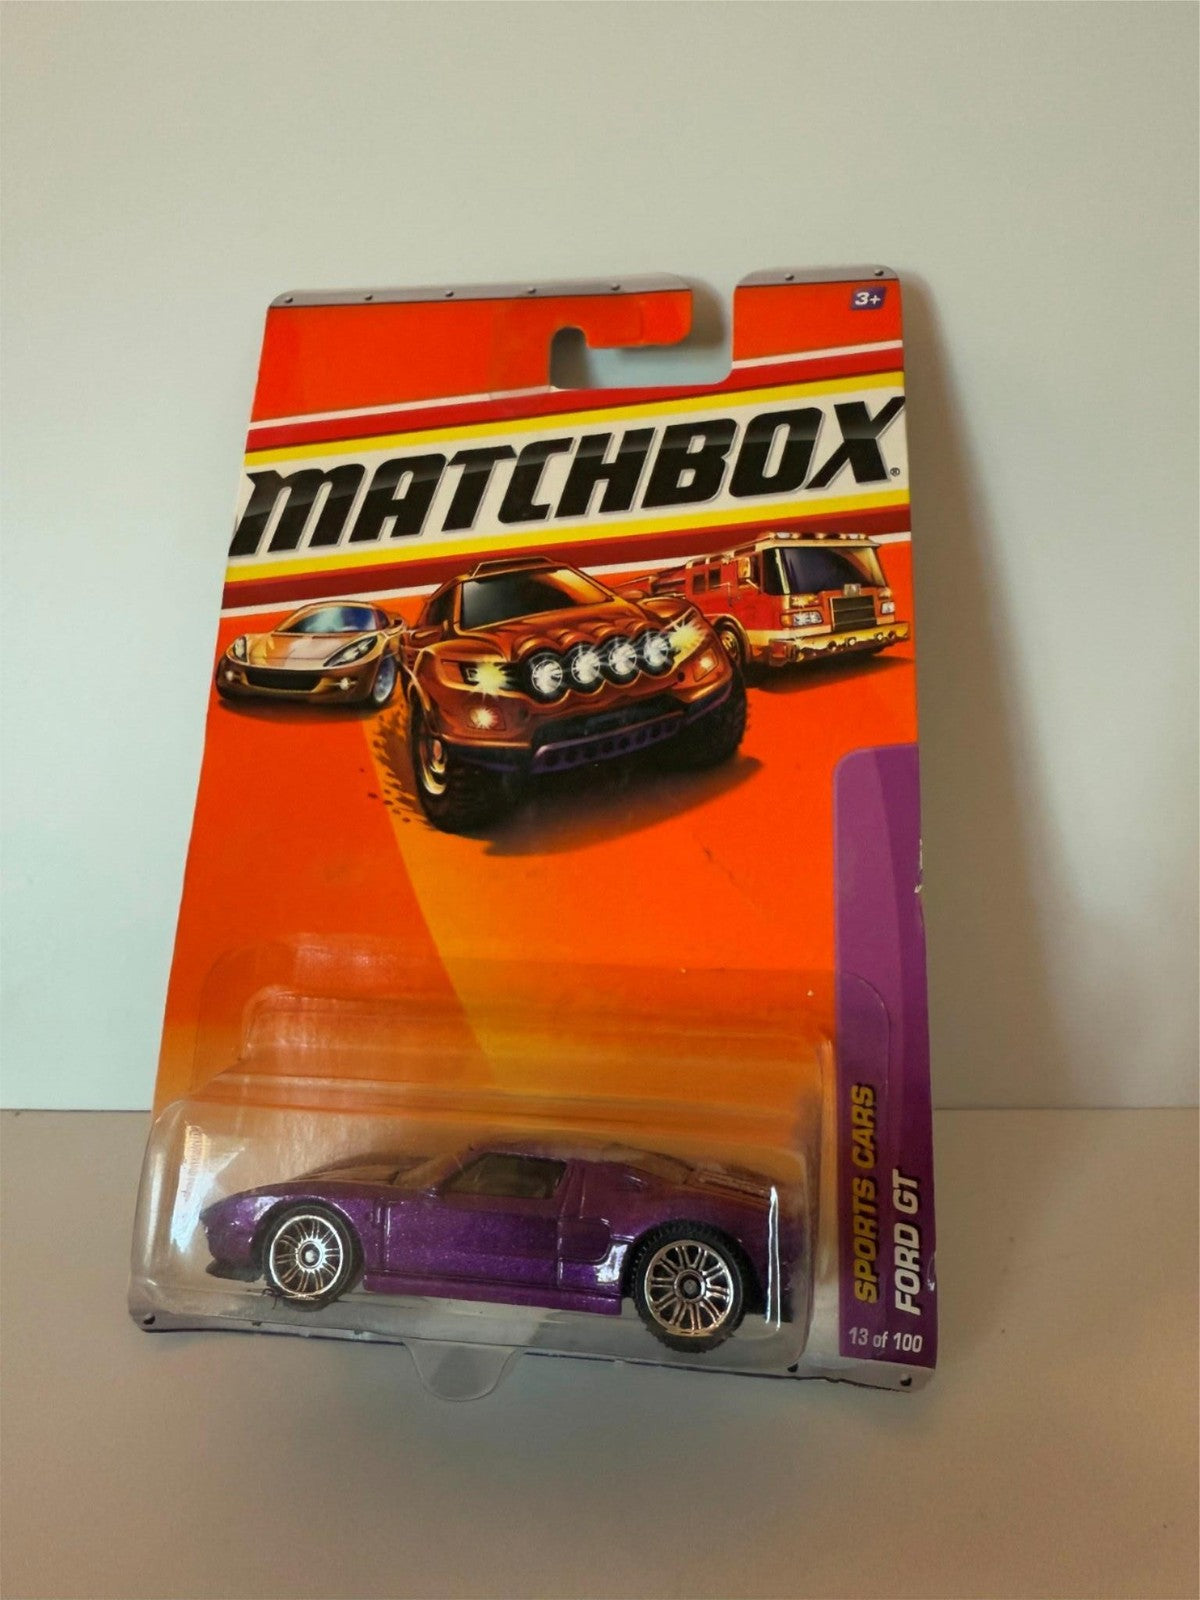 3+
MATCHBOX®
SPORTS CARS
FORD GT
13 of 100